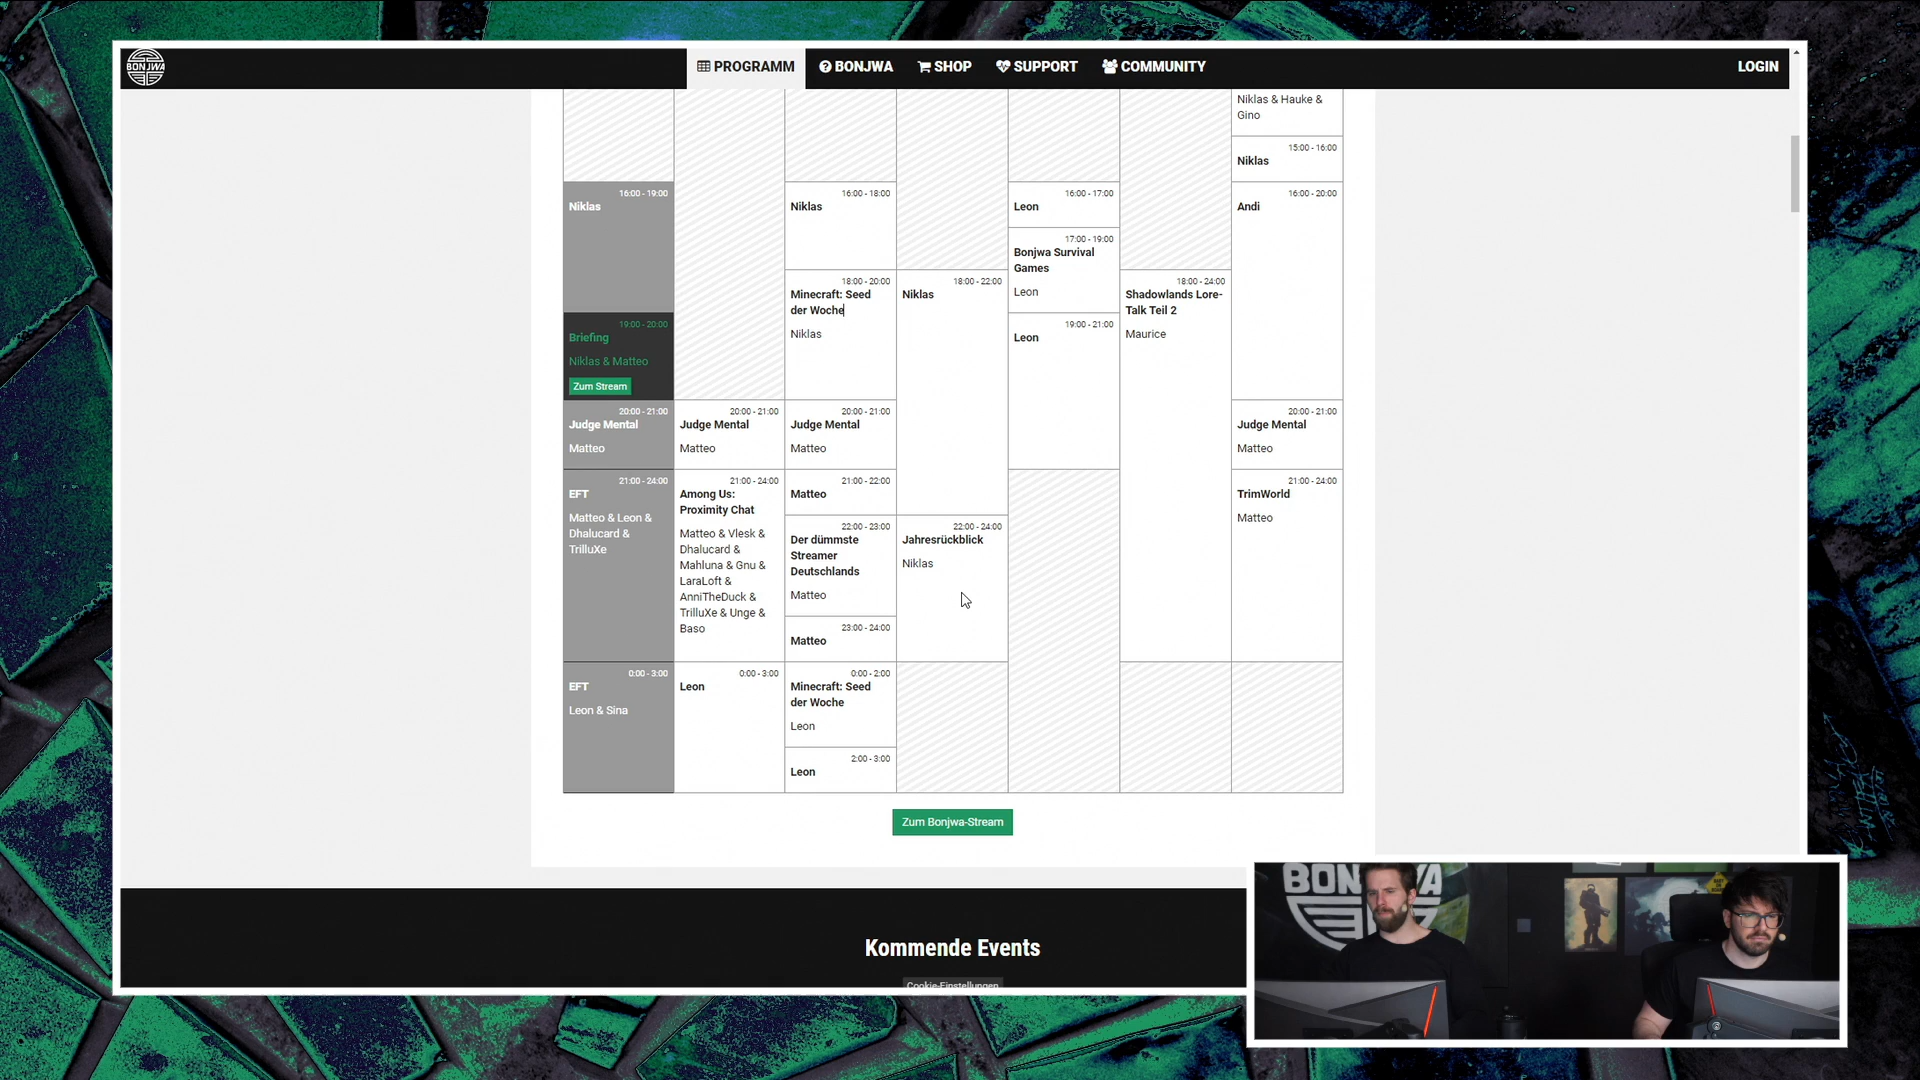 BONJWA
PROGRAMM
BONJWA
SHOP
SUPPORT
COMMUNITY
LOGIN
16:00 - 19:00
Niklas
19:00 - 20:00
Briefing
Niklas & Matteo
Zum Stream
20:00 - 21:00
Judge Mental
Matteo
21:00 - 24:00
EFT
Matteo & Leon &
Dhalucard &
TrilluXe
0:00 - 3:00
EFT
Leon & Sina
20:00 - 21:00
Judge Mental
Matteo
21:00 - 24:00
Among Us:
Proximity Chat
Matteo & Vlesk &
Dhalucard &
Mahluna & Gnu &
LaraLoft &
AnniTheDuck &
TrilluXe & Unge &
Baso
0:00 - 3:00
Leon
16:00 - 18:00
Niklas
18:00 - 20:00
Minecraft: Seed
der Woche
Niklas
20:00 - 21:00
Judge Mental
Matteo
21:00 - 22:00
Matteo
22:00 - 23:00
Der dümmste
Streamer
Deutschlands
Matteo
23:00 - 24:00
Matteo
0:00 - 2:00
Minecraft: Seed
der Woche
Leon
2:00 - 3:00
Leon
18:00 - 22:00
Niklas
22:00 - 24:00
Jahresrückblick
Niklas
16:00 - 17:00
Leon
17:00 - 19:00
Bonjwa Survival
Games
Leon
19:00 - 21:00
Leon
18:00 - 24:00
Shadowlands Lore-
Talk Teil 2
Maurice
Niklas & Hauke &
Gino
15:00 - 16:00
Niklas
16:00 - 20:00
Andi
20:00 - 21:00
Judge Mental
Matteo
21:00 - 24:00
TrimWorld
Matteo
Zum Bonjwa-Stream
Kommende Events
Cookie-Einstellungen